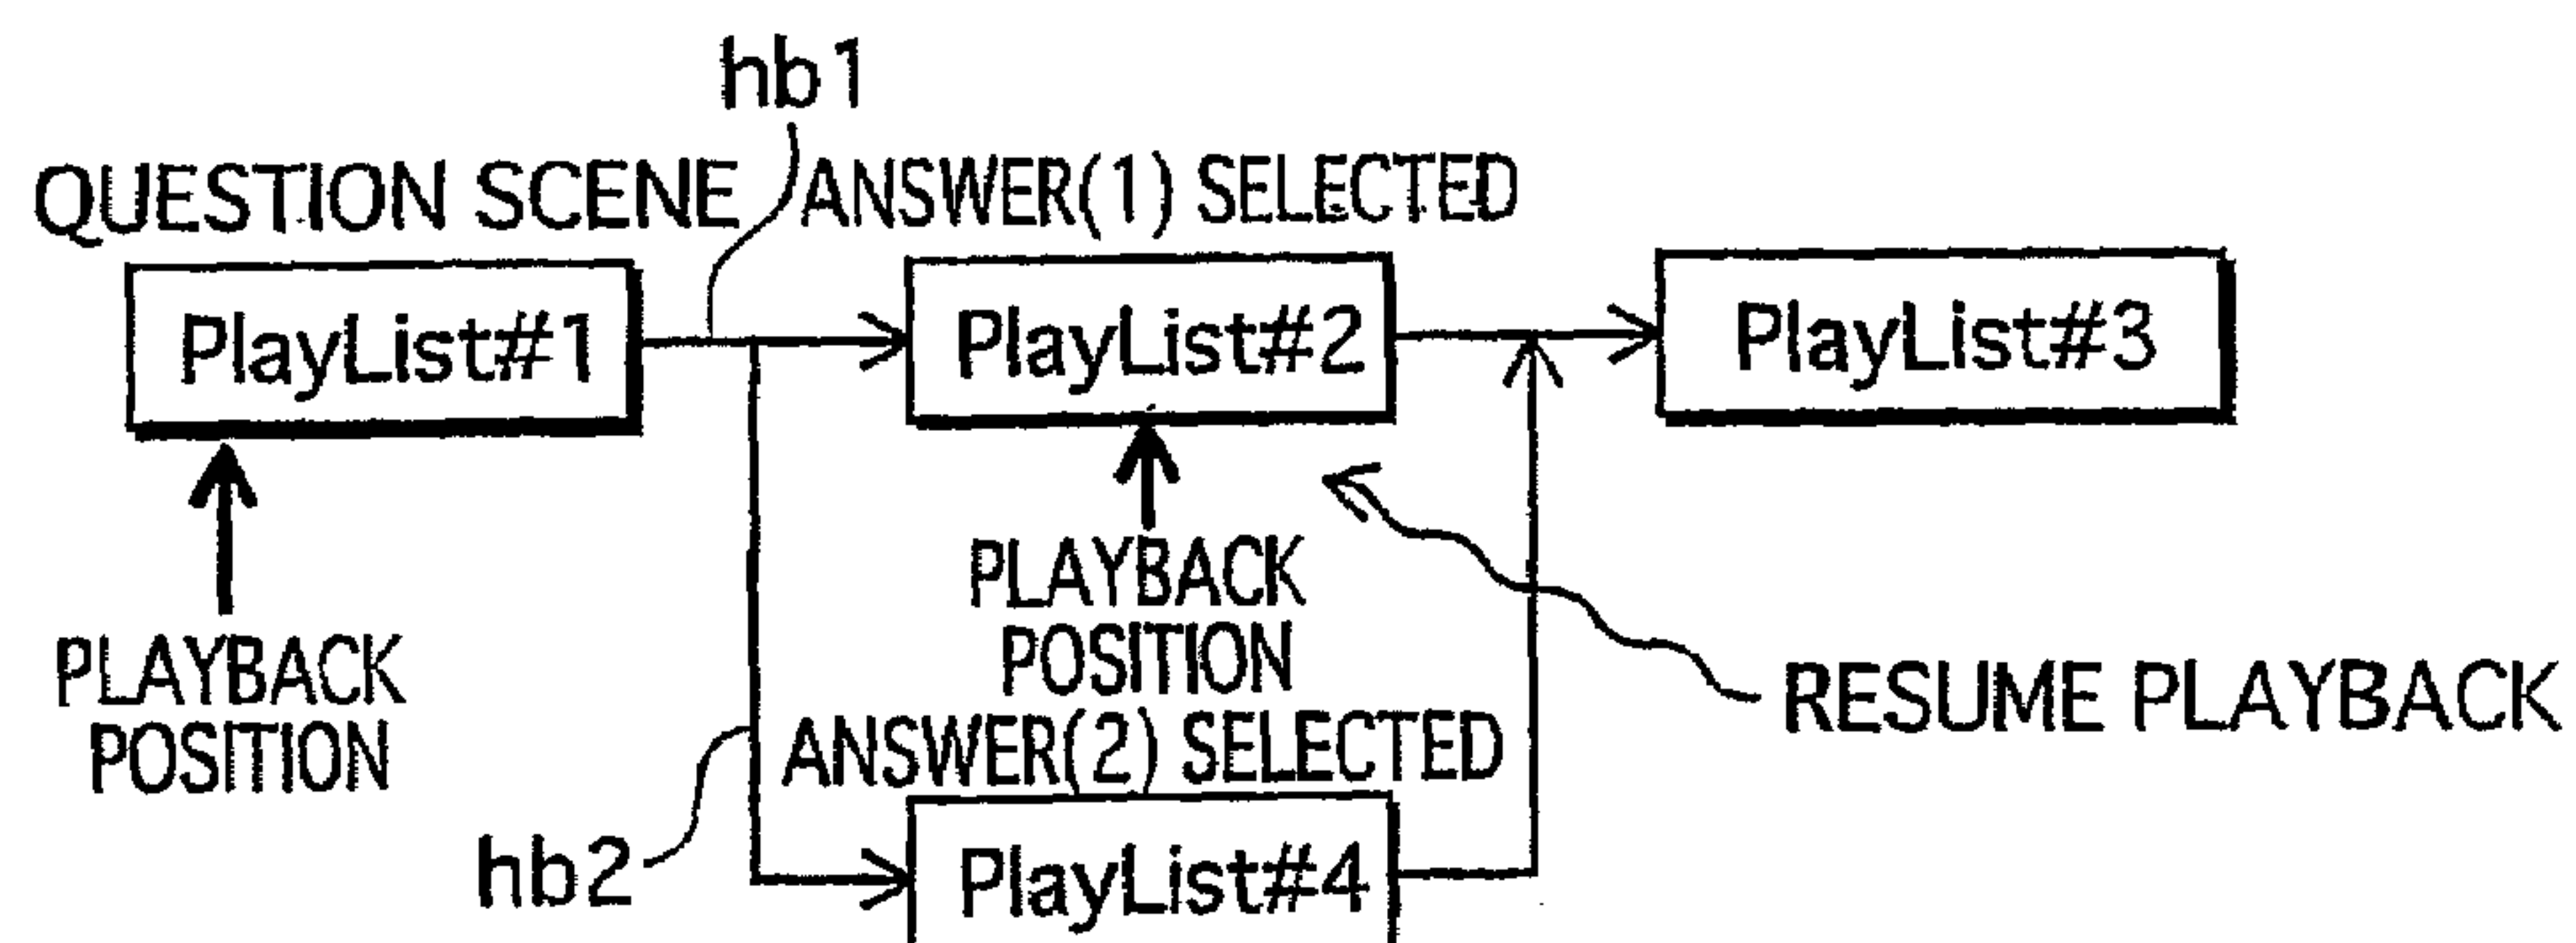 hb1
QUESTION SCENE
ANSWER(1) SELECTED
PlayList#1
PlayList#2
PlayList#3
PLAYBACK
POSITION
PLAYBACK
POSITION
RESUME PLAYBACK
ANSWER(2) SELECTED
hb2
PlayList#4